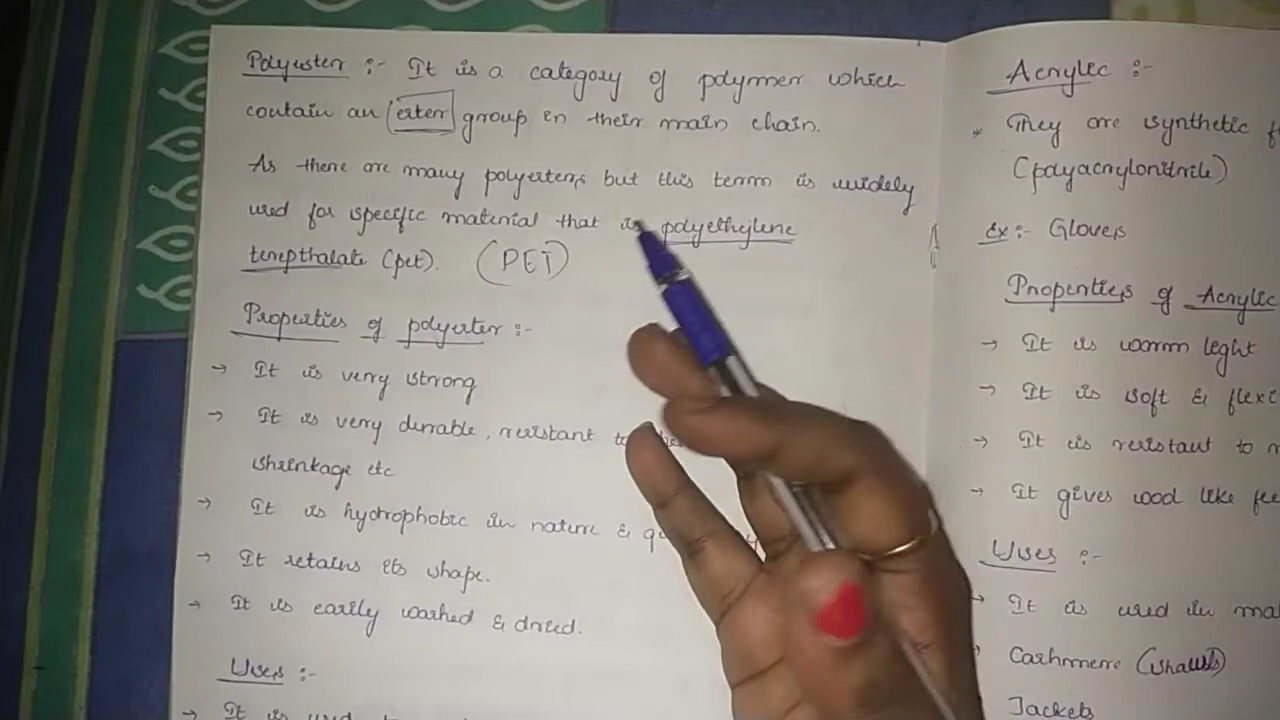 Polyester :- It is a category of polymer which
contain an ester group in their main chain.
As there are many polyesters but this term is widely
used for specific material that is polyethylene
terepthalate (pet). (PET)
Properties of polyester :-
→ It is very strong
→ It is very durable, resistant to
shrinkage etc
→ It is hydrophobic in nature &
→ It retains its shape.
→ It is easily washed & dried.
Uses :-
→ It is used
Acrylic :-
* They are synthetic
(polyacrylonitrile)
Ex:- Gloves
Properties of Acrylic
→ It is warm light
→ It is soft &
→ It is resistant to
→ It gives wool like
Uses :-
→ It is used in
Cashmere (shawls)
Jackets